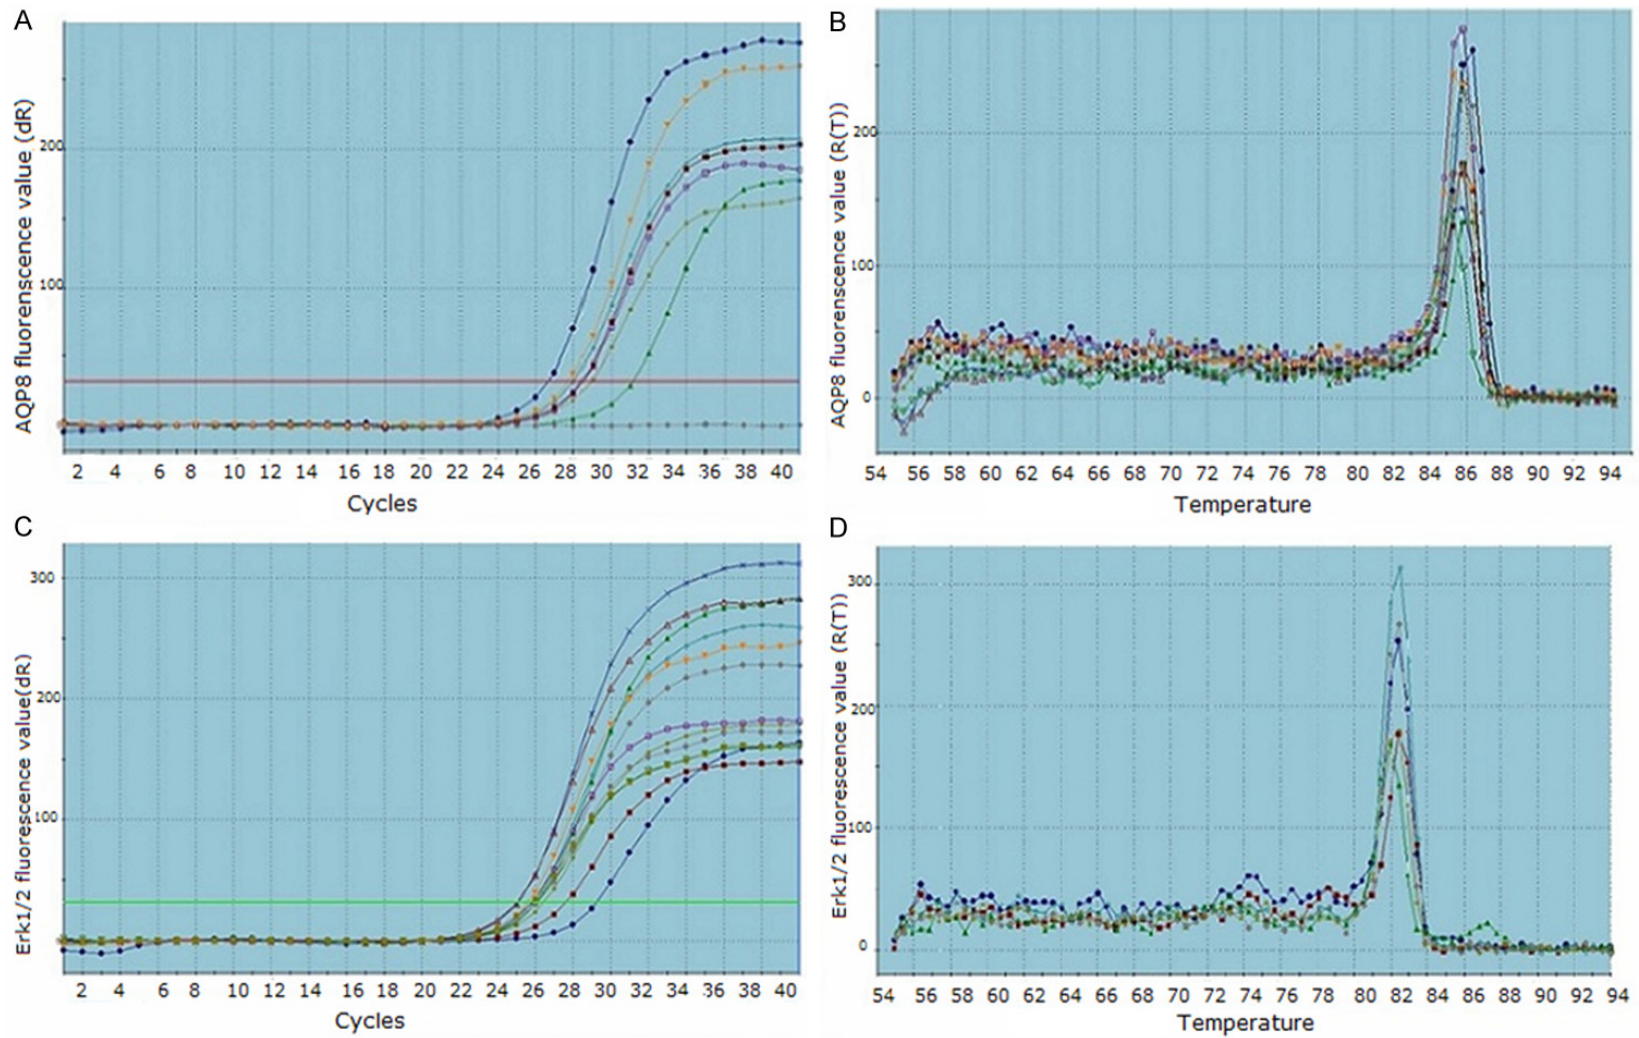 A
AQP8 fluorenscence value (dR)
200
100
2 4 6 8 10 12 14 16 18 20 22 24 26 28 30 32 34 36 38 40
Cycles
B
AQP8 fluorenscence value (R(T))
200
100
0
54 56 58 60 62 64 66 68 70 72 74 76 78 80 82 84 86 88 90 92 94
Temperature
C
Erk1/2 fluorescence value(dR)
300
200
100
2 4 6 8 10 12 14 16 18 20 22 24 26 28 30 32 34 36 38 40
Cycles
D
Erk1/2 fluorescence value (R(T))
300
200
100
0
54 56 58 60 62 64 66 68 70 72 74 76 78 80 82 84 86 88 90 92 94
Temperature